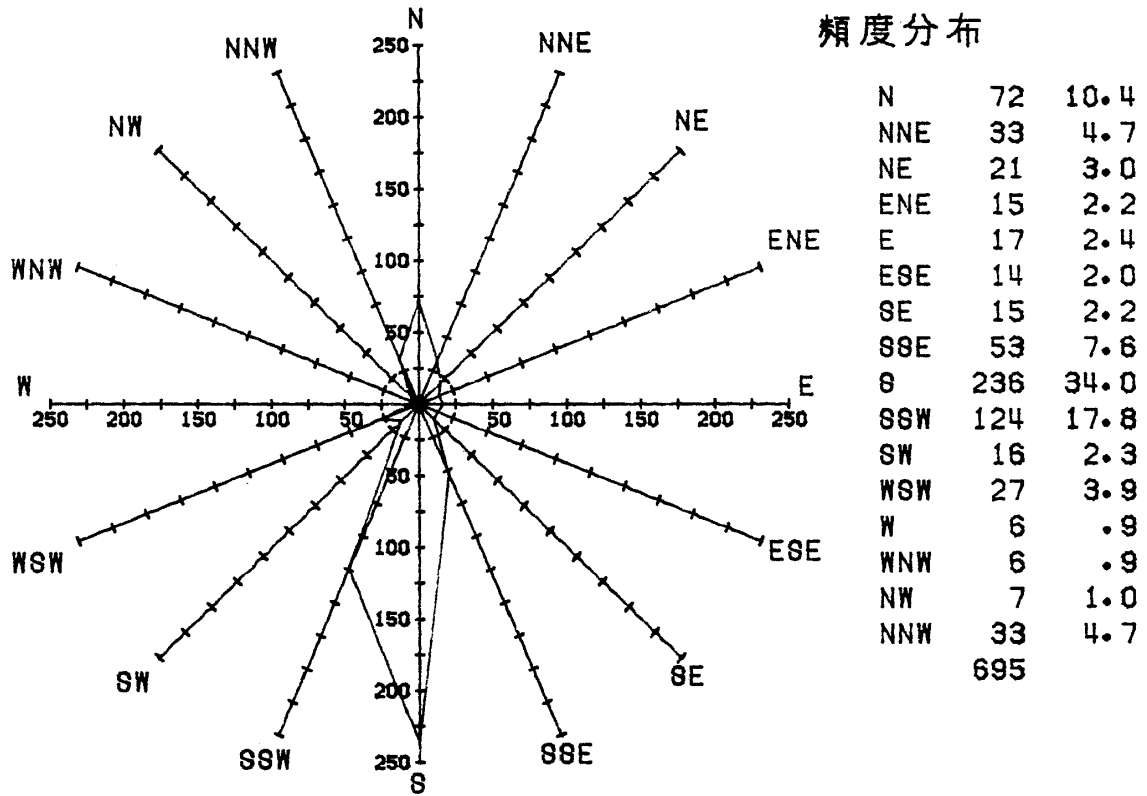 頻度分布
N 72 10.4
NNE 33 4.7
NE 21 3.0
ENE 15 2.2
E 17 2.4
ESE 14 2.0
SE 15 2.2
SSE 53 7.6
S 236 34.0
SSW 124 17.8
SW 16 2.3
WSW 27 3.9
W 6 .9
WNW 6 .9
NW 7 1.0
NNW 33 4.7
695
N
NNW
NNE
NW
NE
WNW
ENE
W
E
WSW
ESE
SW
SE
SSW
SSE
S
250
200
150
100
50
250 200 150 100 50 50 100 150 200 250
50
100
150
200
250